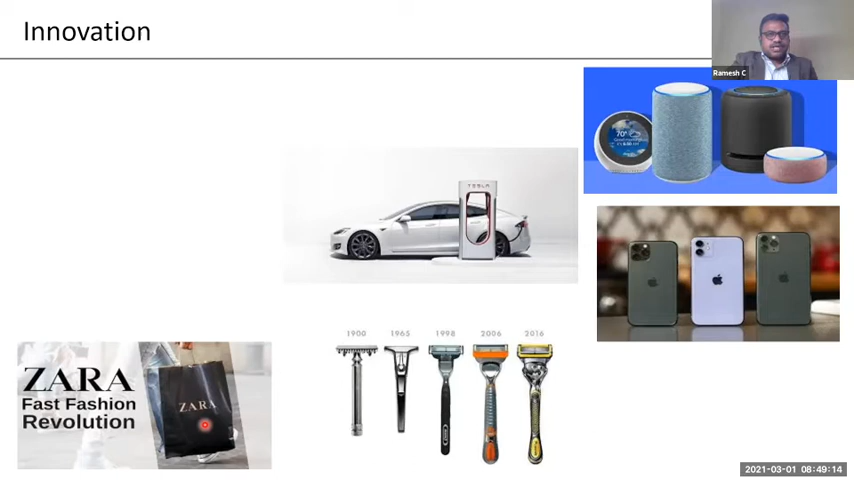 Innovation
Ramesh C
70°
TESLA
1900 1965 1998 2006 2016
ZARA
Fast Fashion
Revolution
ZARA
2021-03-01 08:49:14